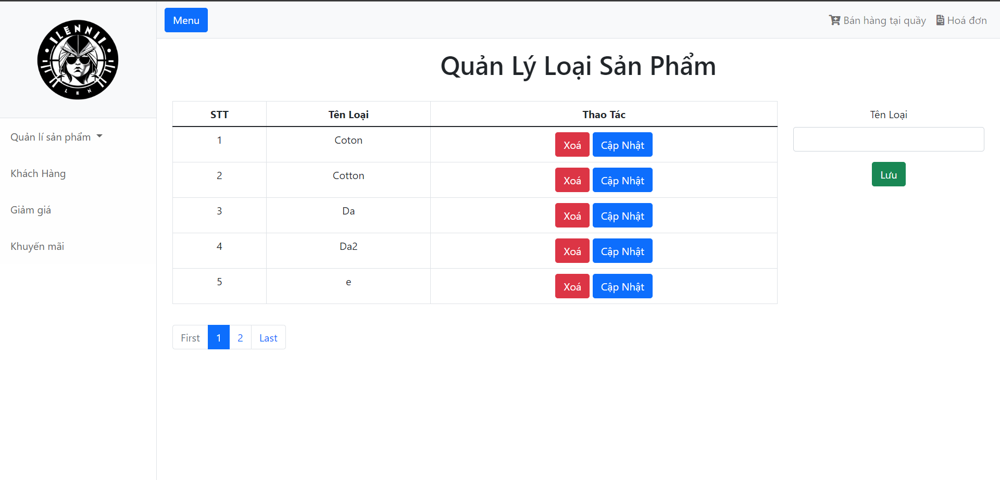 ILENNII
LEN
Menu
Bán hàng tại quầy
Hoá đơn
Quản lí sản phẩm
Khách Hàng
Giảm giá
Khuyến mãi
Quản Lý Loại Sản Phẩm
STT Tên Loại Thao Tác
1 Coton Xoá Cập Nhật
2 Cotton Xoá Cập Nhật
3 Da Xoá Cập Nhật
4 Da2 Xoá Cập Nhật
5 e Xoá Cập Nhật
First 1 2 Last
Tên Loại
Lưu